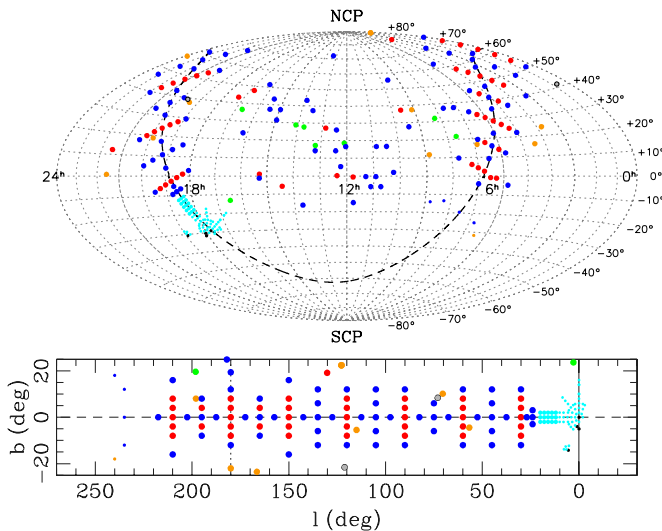 NCP
+80° +70° +60° +50° +40° +30° +20° +10°
24h 18h 12h 6h 0h 0°
-10° -20° -30° -40° -50° -60° -70° -80°
SCP
b (deg)
20
0
-20
250 200 150 100 50 0
l (deg)